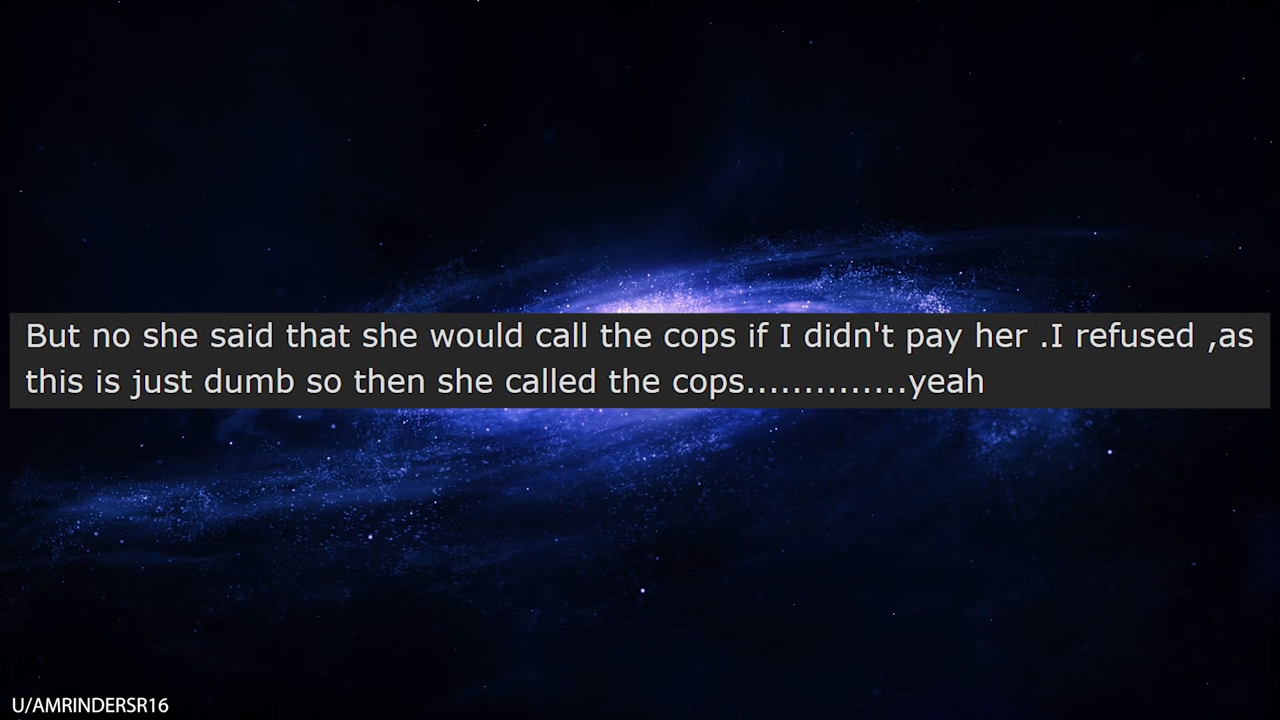 But no she said that she would call the cops if I didn't pay her .I refused ,as
this is just dumb so then she called the cops..............yeah
U/AMRINDERSR16